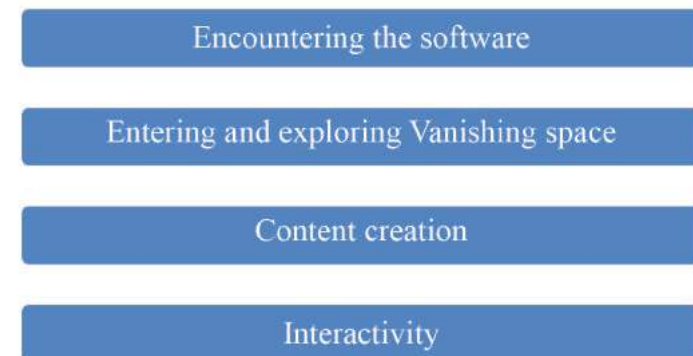 Encountering the software
Entering and exploring Vanishing space
Content creation
Interactivity